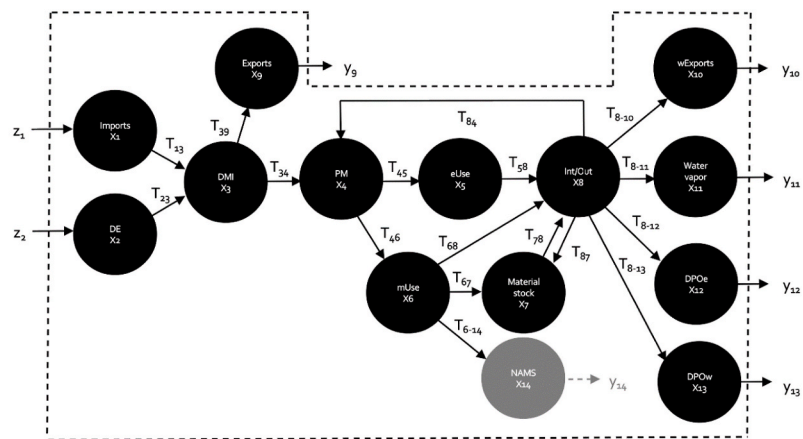 Exports
X9
y9
wExports
X10
y10
z1
Imports
X1
T13
T39
T84
T8-10
DMI
X3
T34
PM
X4
T45
eUse
X5
T58
Int/Out
X8
T8-11
Water
vapor
X11
y11
z2
DE
X2
T23
T46
T68
T78
T87
T8-12
T8-13
mUse
X6
T67
Material
stock
X7
DPOe
X12
y12
T6-14
NAMS
X14
y14
DPOw
X13
y13